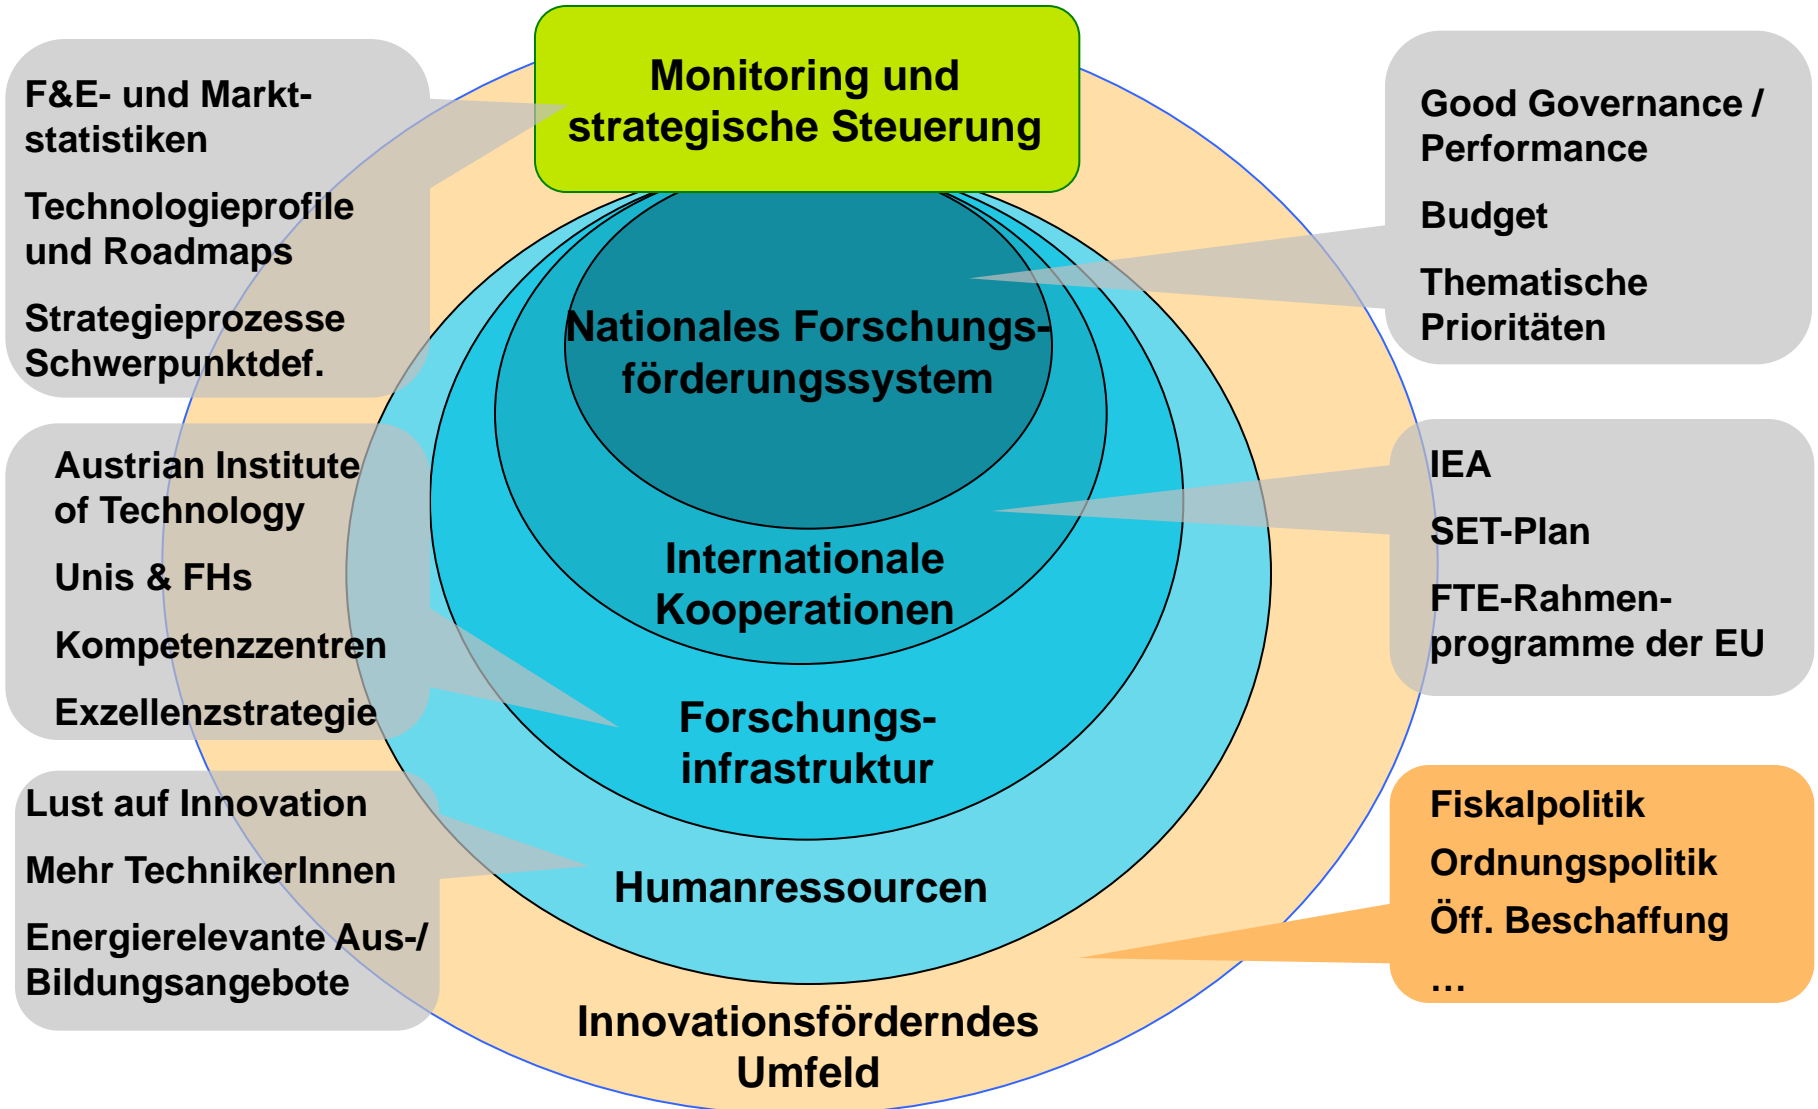 Monitoring und
strategische Steuerung
F&E- und Markt-
statistiken
Technologieprofile
und Roadmaps
Strategieprozesse
Schwerpunktdef.
Good Governance /
Performance
Budget
Thematische
Prioritäten
Nationales Forschungs-
förderungssystem
Austrian Institute
of Technology
Unis & FHs
Kompetenzzentren
Exzellenzstrategie
IEA
SET-Plan
FTE-Rahmen-
programme der EU
Internationale
Kooperationen
Forschungs-
infrastruktur
Lust auf Innovation
Mehr TechnikerInnen
Energierelevante Aus-/
Bildungsangebote
Humanressourcen
Fiskalpolitik
Ordnungspolitik
Öff. Beschaffung
…
Innovationsförderndes
Umfeld